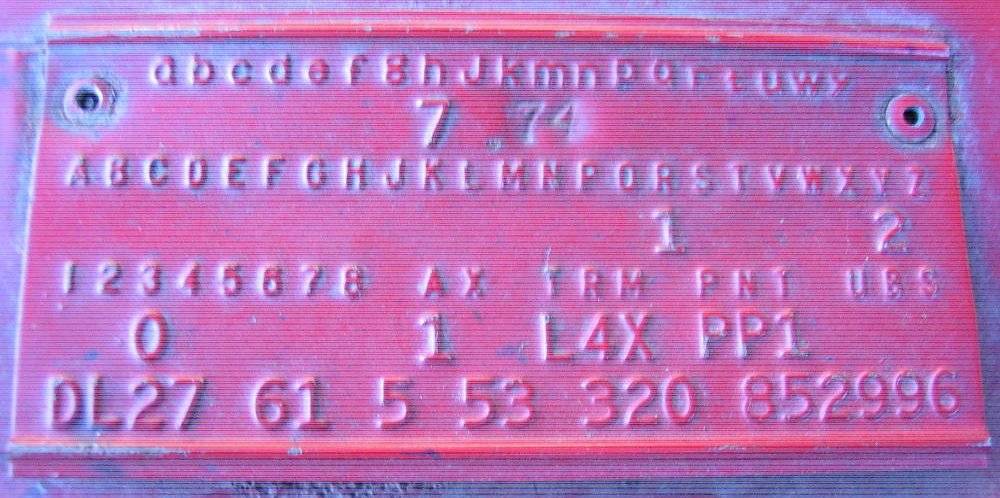 abcdefghJkmnpqrtuwy
7 74
ABCDEFGHJKLMNPQRSTVWXYZ
1 2
12345678 AX TRM PNT UBS
0 1 L4X PP1
DL27 61 5 53 320 852996